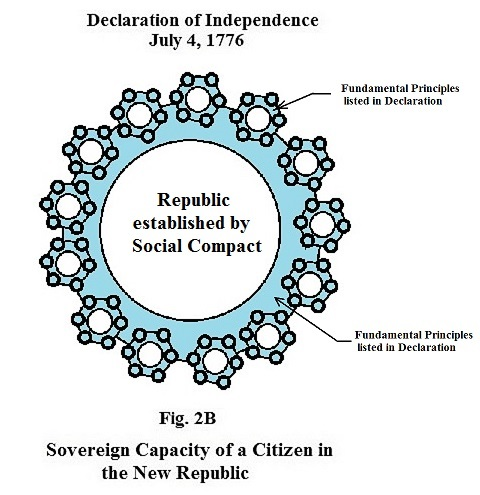 Declaration of Independence
July 4, 1776
Fundamental Principles
listed in Declaration
Republic
established by
Social Compact
Fundamental Principles
listed in Declaration
Fig. 2B
Sovereign Capacity of a Citizen in
the New Republic